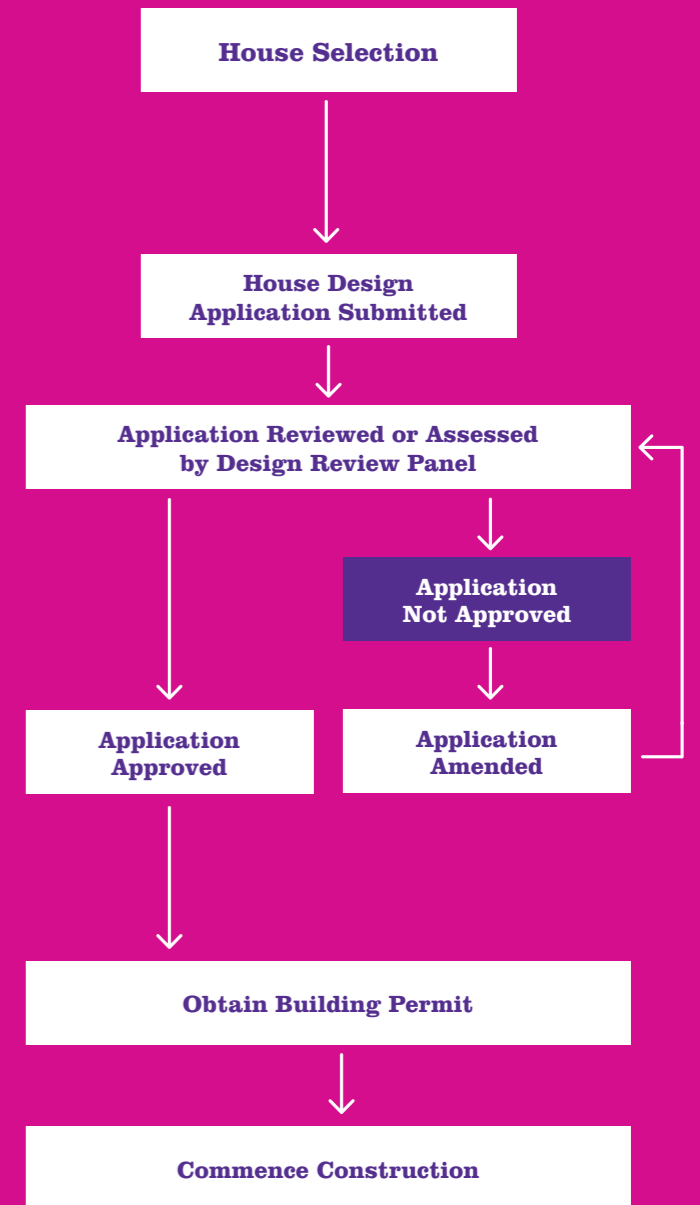 House Selection
House Design
Application Submitted
Application Reviewed or Assessed
by Design Review Panel
Application
Not Approved
Application
Approved
Application
Amended
Obtain Building Permit
Commence Construction